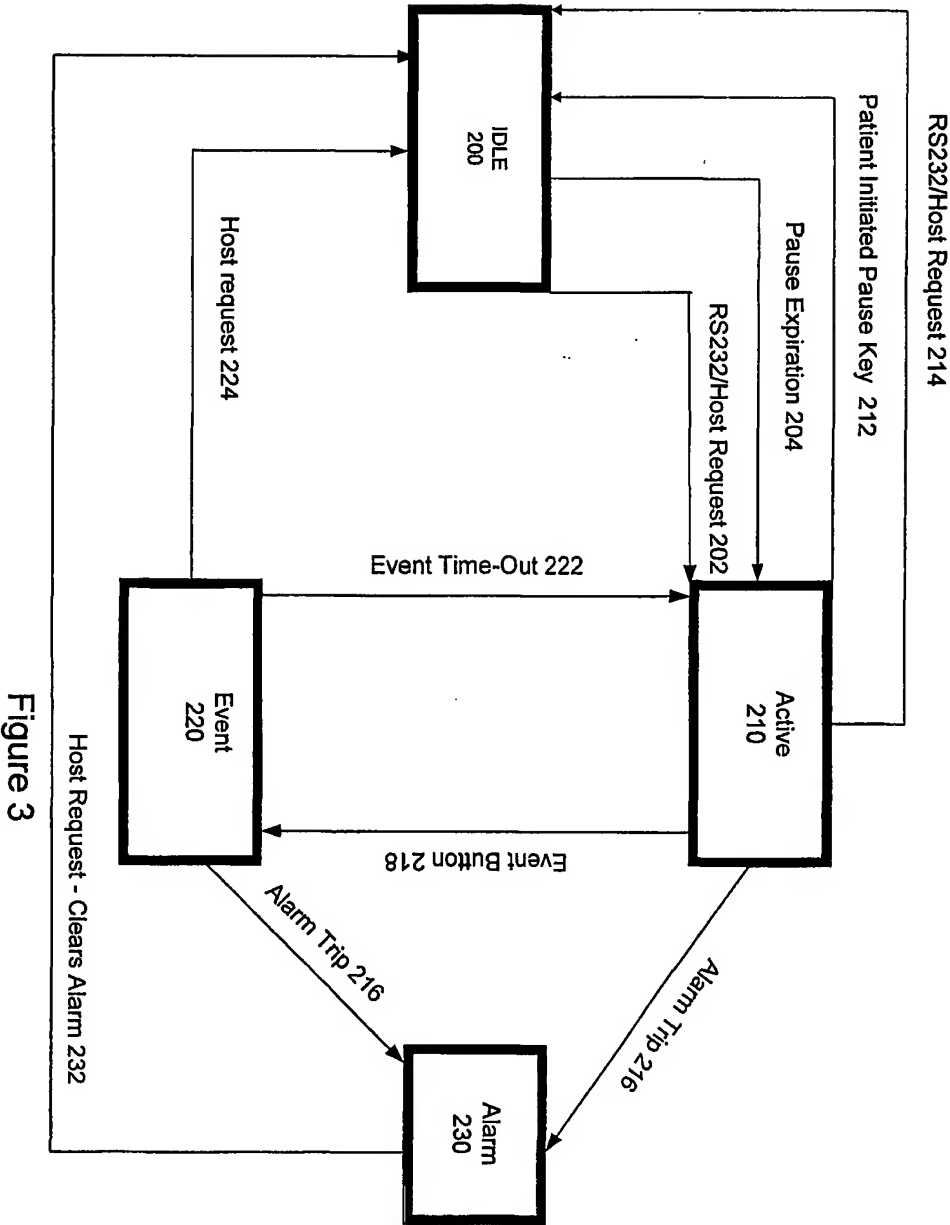 RS232/Host Request 214
Patient Initiated Pause Key 212
Pause Expiration 204
RS232/Host Request 202
IDLE
200
Active
210
Host request 224
Event Time-Out 222
Event Button 218
Alarm Trip 216
Event
220
Alarm Trip 216
Alarm
230
Host Request - Clears Alarm 232
Figure 3